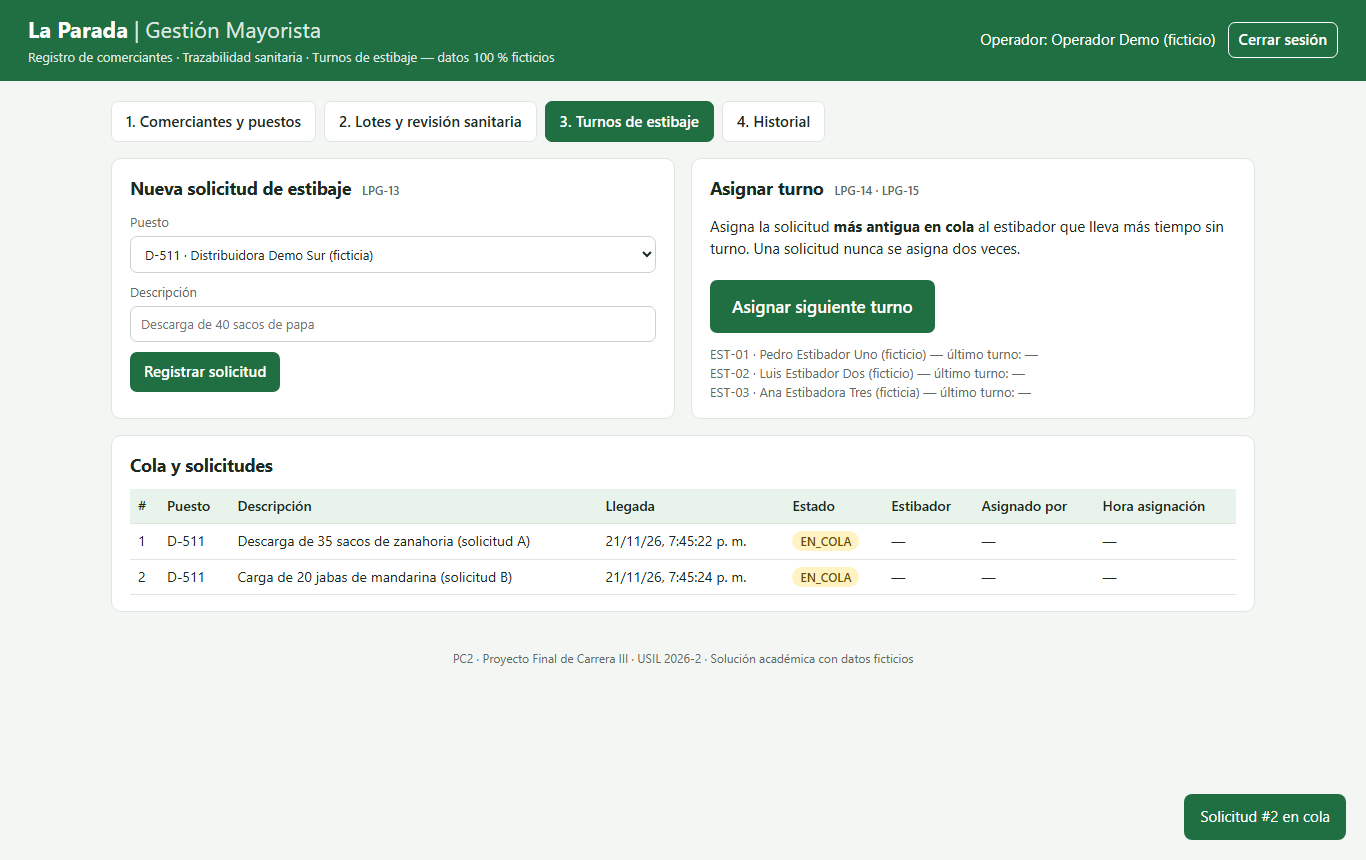 La Parada | Gestión Mayorista
Registro de comerciantes · Trazabilidad sanitaria · Turnos de estibaje — datos 100 % ficticios
Operador: Operador Demo (ficticio)
Cerrar sesión
1. Comerciantes y puestos
2. Lotes y revisión sanitaria
3. Turnos de estibaje
4. Historial
Nueva solicitud de estibaje LPG-13
Puesto
D-511 · Distribuidora Demo Sur (ficticia)
Descripción
Descarga de 40 sacos de papa
Registrar solicitud
Asignar turno LPG-14 · LPG-15
Asigna la solicitud más antigua en cola al estibador que lleva más tiempo sin
turno. Una solicitud nunca se asigna dos veces.
Asignar siguiente turno
EST-01 · Pedro Estibador Uno (ficticio) — último turno: —
EST-02 · Luis Estibador Dos (ficticio) — último turno: —
EST-03 · Ana Estibadora Tres (ficticia) — último turno: —
Cola y solicitudes
# Puesto Descripción Llegada Estado Estibador Asignado por Hora asignación
1 D-511 Descarga de 35 sacos de zanahoria (solicitud A) 21/11/26, 7:45:22 p. m. EN_COLA — — —
2 D-511 Carga de 20 jabas de mandarina (solicitud B) 21/11/26, 7:45:24 p. m. EN_COLA — — —
PC2 · Proyecto Final de Carrera III · USIL 2026-2 · Solución académica con datos ficticios
Solicitud #2 en cola